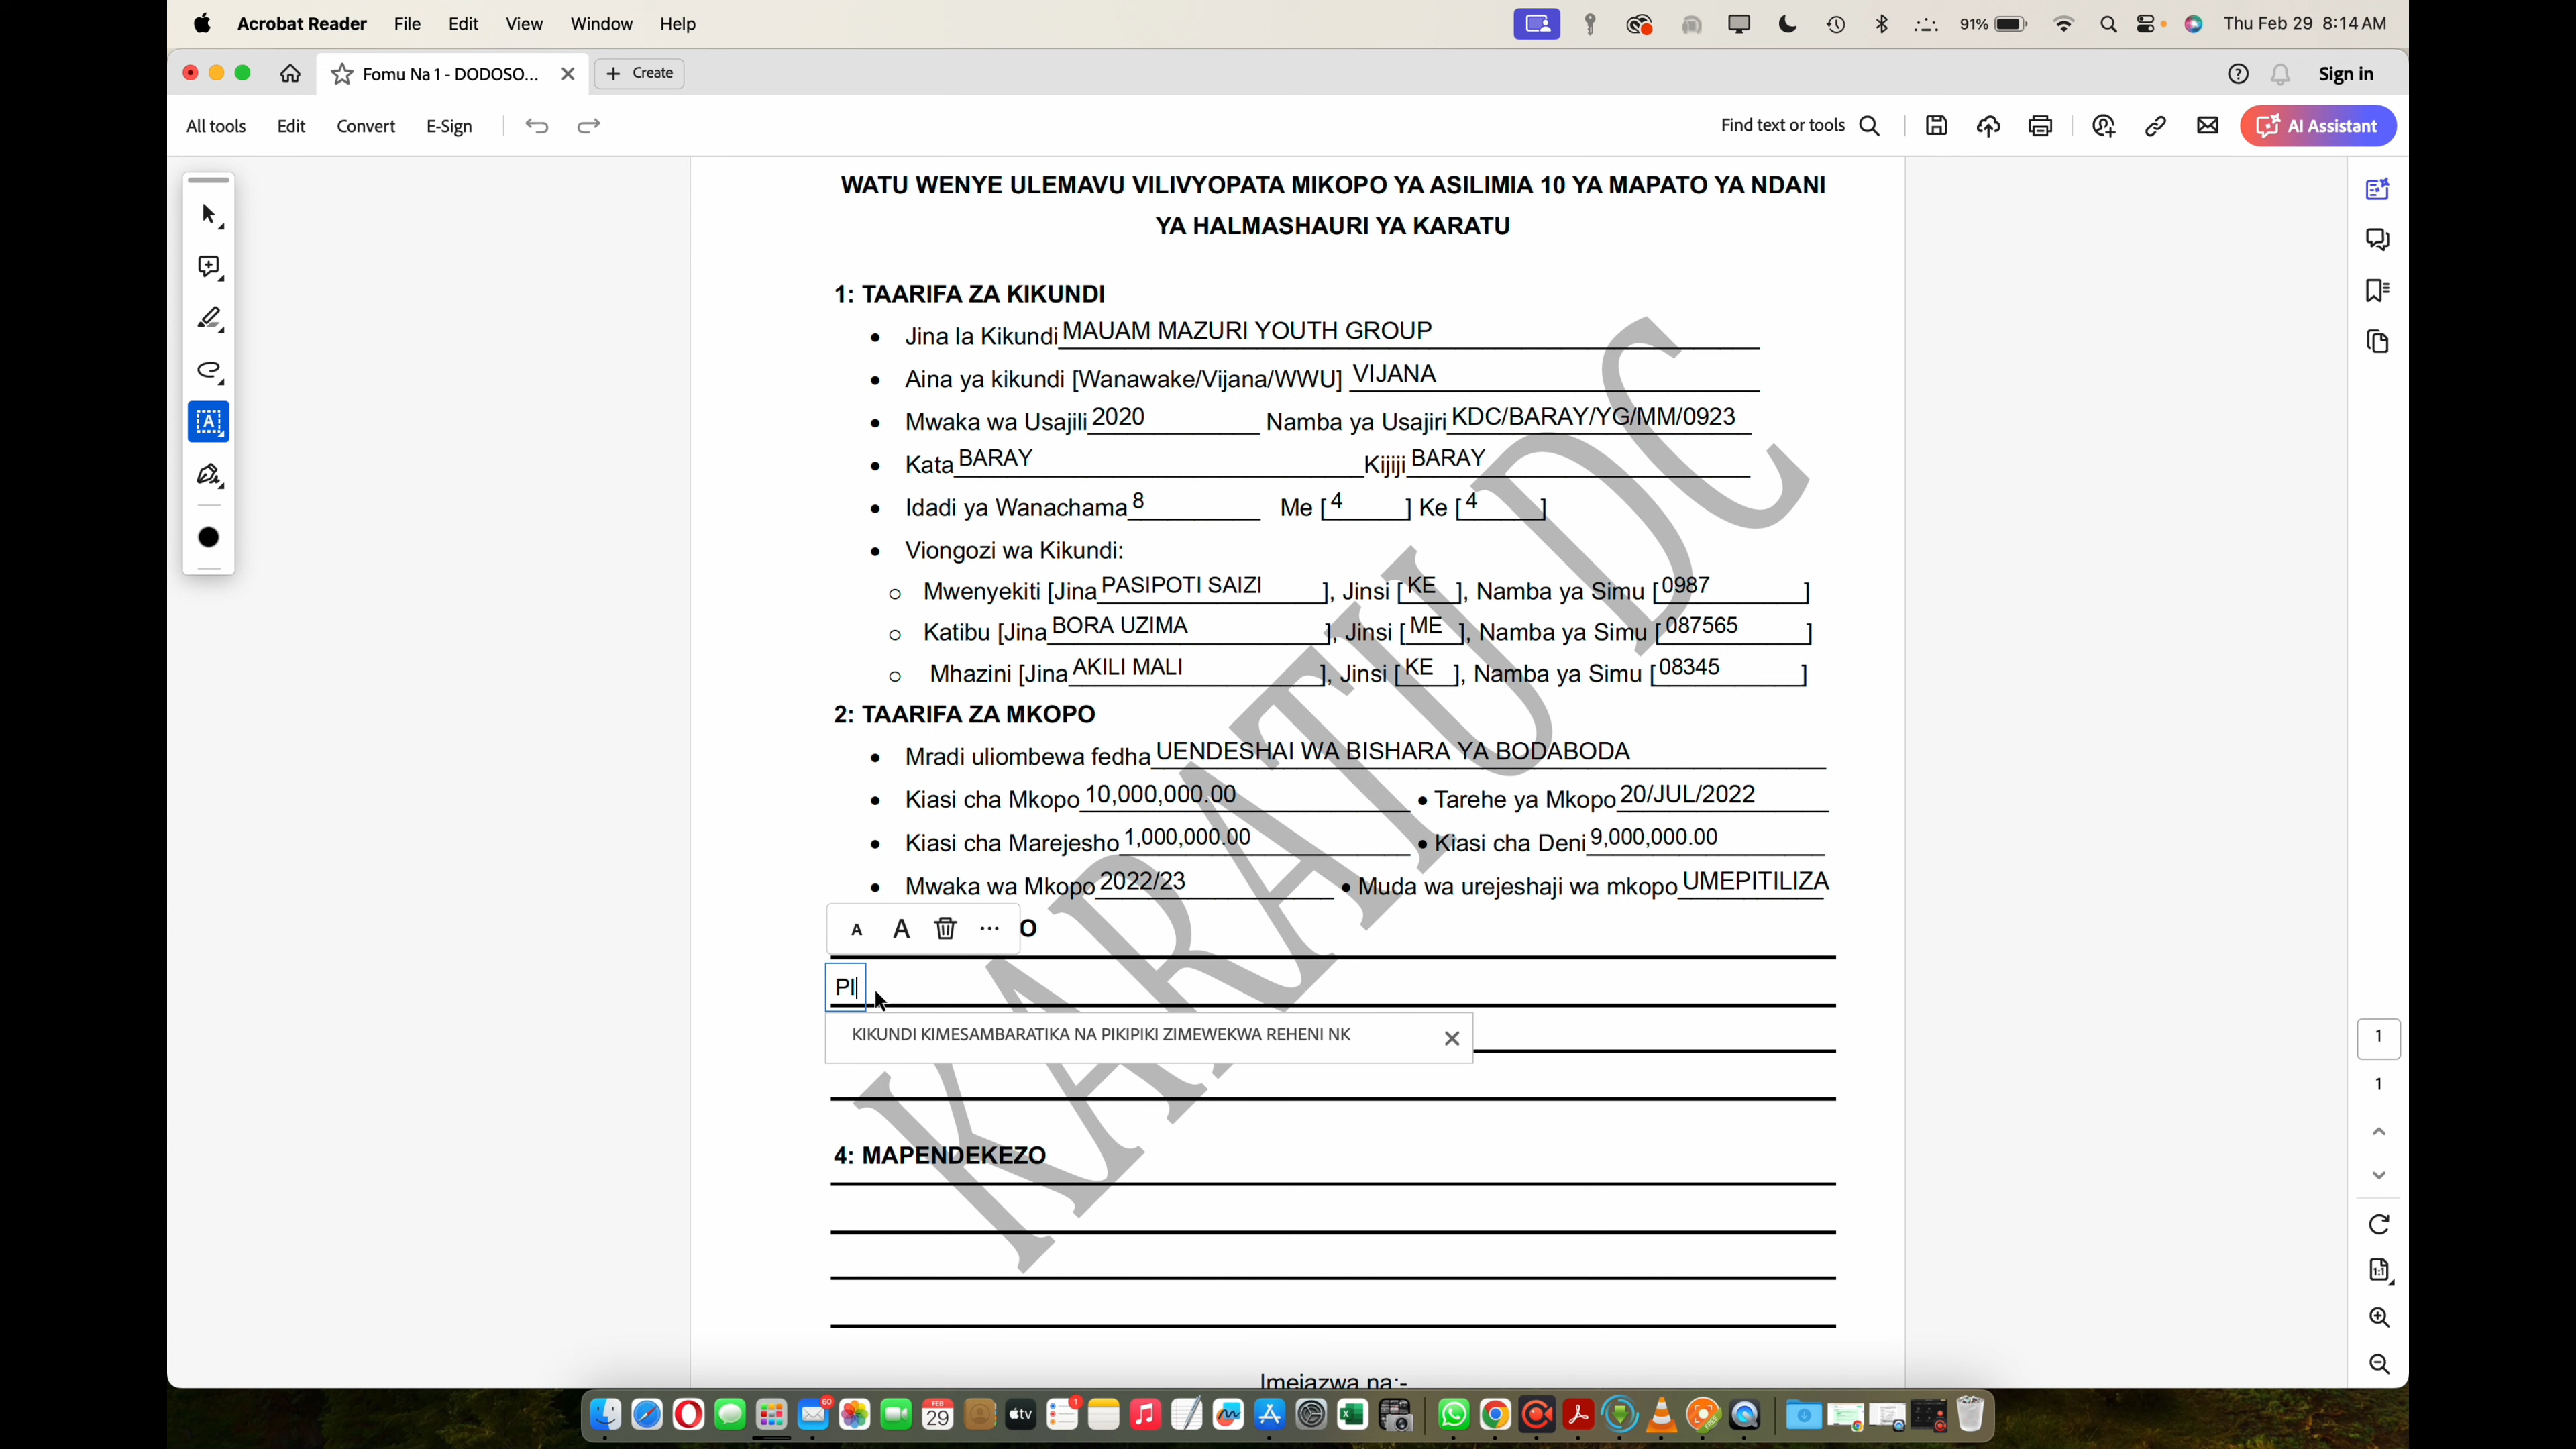 Acrobat Reader File Edit View Window Help 91% Thu Feb 29 8:14 AM
Fomu Na 1 - DODOSO... + Create Sign in
All tools Edit Convert E-Sign Find text or tools AI Assistant
WATU WENYE ULEMAVU VILIVYOPATA MIKOPO YA ASILIMIA 10 YA MAPATO YA NDANI
YA HALMASHAURI YA KARATU
1: TAARIFA ZA KIKUNDI
• Jina la Kikundi MAUAM MAZURI YOUTH GROUP
• Aina ya kikundi [Wanawake/Vijana/WWU] VIJANA
• Mwaka wa Usajili 2020 Namba ya Usajiri KDC/BARAY/YG/MM/0923
• Kata BARAY Kijiji BARAY
• Idadi ya Wanachama 8 Me [4] Ke [4]
• Viongozi wa Kikundi:
o Mwenyekiti [Jina PASIPOTI SAIZI], Jinsi [KE], Namba ya Simu [0987]
o Katibu [Jina BORA UZIMA], Jinsi [ME], Namba ya Simu [087565]
o Mhazini [Jina AKILI MALI], Jinsi [KE], Namba ya Simu [08345]
2: TAARIFA ZA MKOPO
• Mradi uliombewa fedha UENDESHAI WA BISHARA YA BODABODA
• Kiasi cha Mkopo 10,000,000.00 • Tarehe ya Mkopo 20/JUL/2022
• Kiasi cha Marejesho 1,000,000.00 • Kiasi cha Deni 9,000,000.00
• Mwaka wa Mkopo 2022/23 • Muda wa urejeshaji wa mkopo UMEPITILIZA
A A ... O
PI
KIKUNDI KIMESAMBARATIKA NA PIKIPIKI ZIMEWEKWA REHENI NK
4: MAPENDEKEZO
Imejazwa na:-
KARATU DC
1
1
1:1
FEB
29
60
tv
1